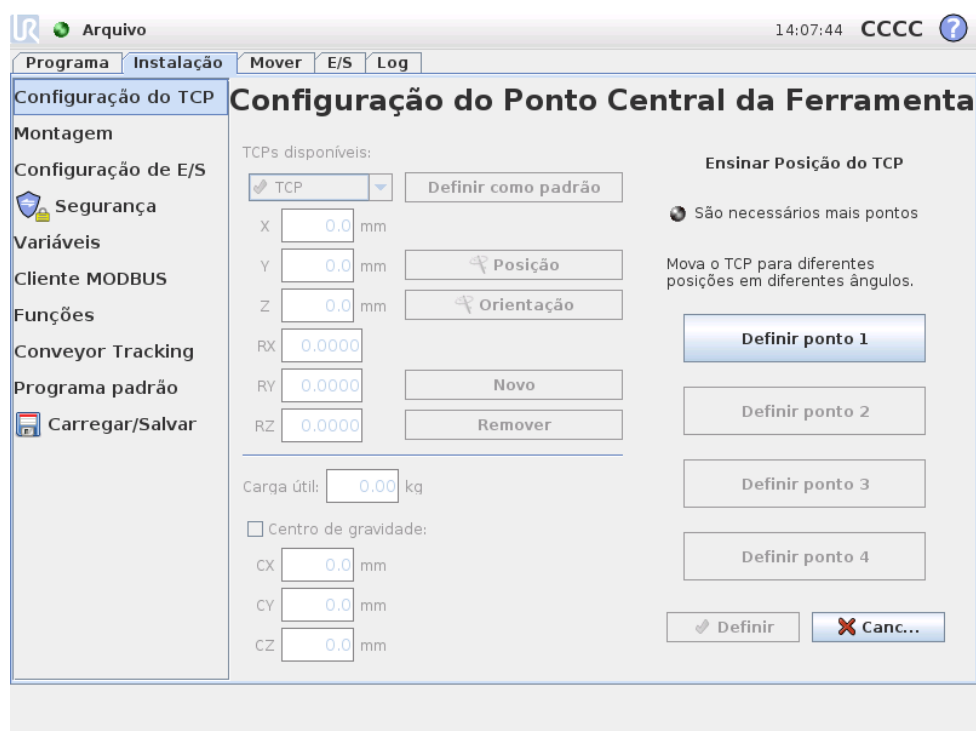 UR Arquivo 14:07:44 CCCC ?
Programa Instalação Mover E/S Log
Configuração do TCP
Montagem
Configuração de E/S
Segurança
Variáveis
Cliente MODBUS
Funções
Conveyor Tracking
Programa padrão
Carregar/Salvar
Configuração do Ponto Central da Ferramenta
TCPs disponíveis:
TCP Definir como padrão
X 0.0 mm
Y 0.0 mm Posição
Z 0.0 mm Orientação
RX 0.0000
RY 0.0000 Novo
RZ 0.0000 Remover
Carga útil: 0.00 kg
Centro de gravidade:
CX 0.0 mm
CY 0.0 mm
CZ 0.0 mm
Ensinar Posição do TCP
São necessários mais pontos
Mova o TCP para diferentes
posições em diferentes ângulos.
Definir ponto 1
Definir ponto 2
Definir ponto 3
Definir ponto 4
Definir Canc...